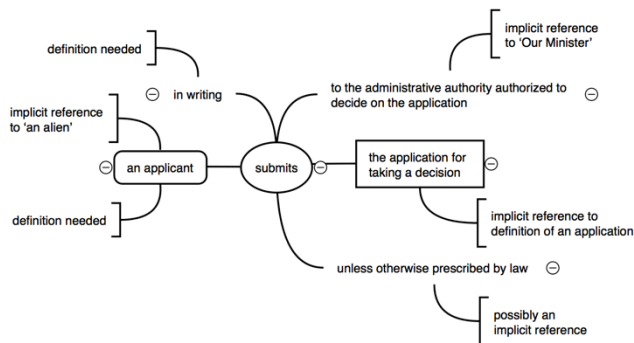 implicit reference
to ‘Our Minister’
definition needed
in writing
to the administrative authority authorized to
decide on the application
implicit reference
to ‘an alien’
an applicant
submits
the application for
taking a decision
definition needed
implicit reference to
definition of an application
unless otherwise prescribed by law
possibly an
implicit reference